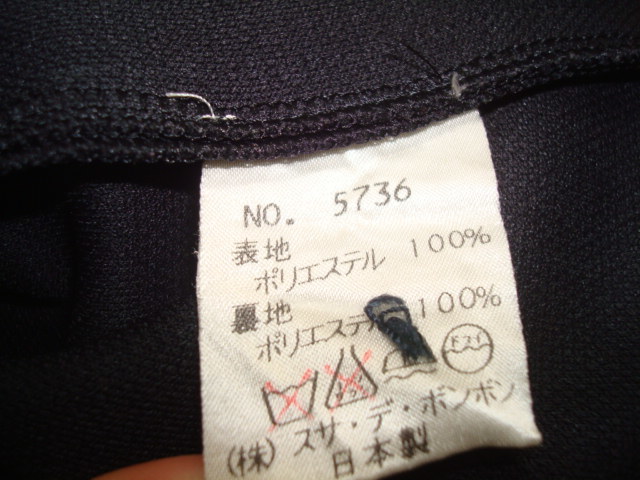 NO. 5736
表地
ポリエステル 100%
裏地
ポリエステル 100%
ドライ
(株) スサ・デ・ボンボン
日本製